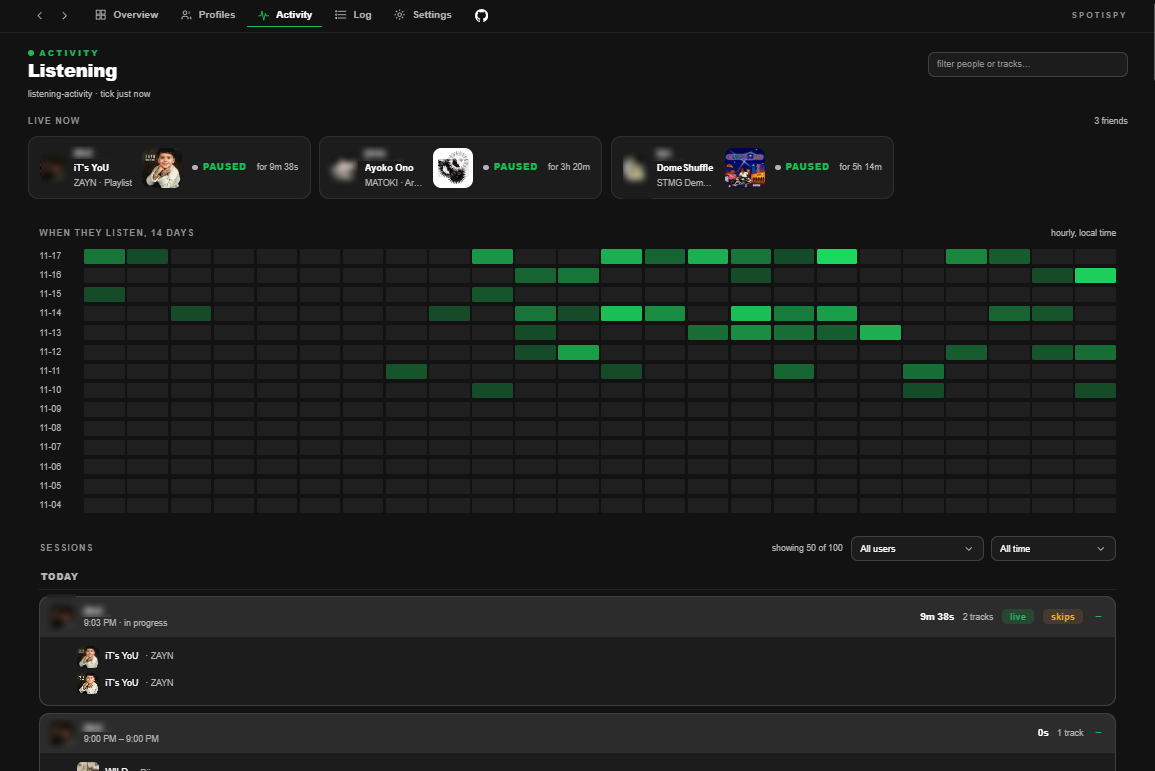 Overview Profiles Activity Log Settings SPOTISPY
ACTIVITY
Listening
filter people or tracks...
listening-activity · tick just now
LIVE NOW 3 friends
iT's YoU
ZAYN · Playlist
PAUSED for 9m 38s
Ayoko Ono
MATOKI · Ar...
PAUSED for 3h 20m
Dome Shuffle
STMG Dem...
PAUSED for 5h 14m
WHEN THEY LISTEN, 14 DAYS hourly, local time
11-17
11-16
11-15
11-14
11-13
11-12
11-11
11-10
11-09
11-08
11-07
11-06
11-05
11-04
SESSIONS showing 50 of 100 All users All time
TODAY
9:03 PM · in progress 9m 38s 2 tracks live skips –
iT's YoU · ZAYN
iT's YoU · ZAYN
9:00 PM – 9:00 PM 0s 1 track –